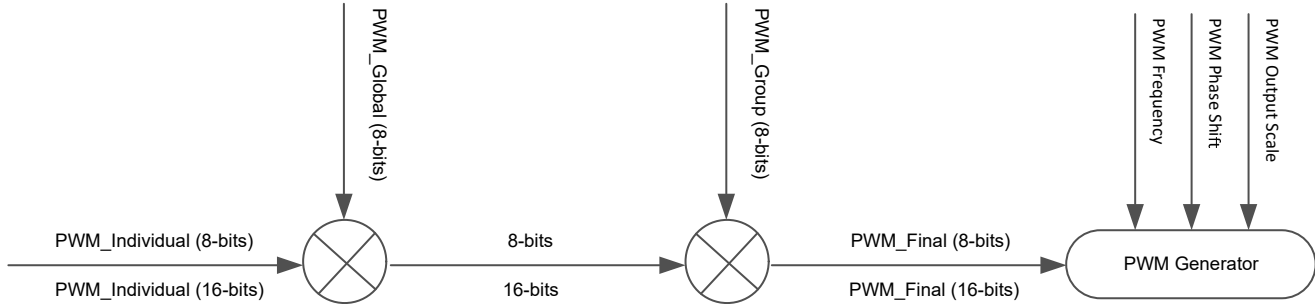 PWM_Global (8-bits)
PWM_Group (8-bits)
PWM Frequency
PWM Phase Shift
PWM Output Scale
PWM_Individual (8-bits)
PWM_Individual (16-bits)
8-bits
16-bits
PWM_Final (8-bits)
PWM_Final (16-bits)
PWM Generator